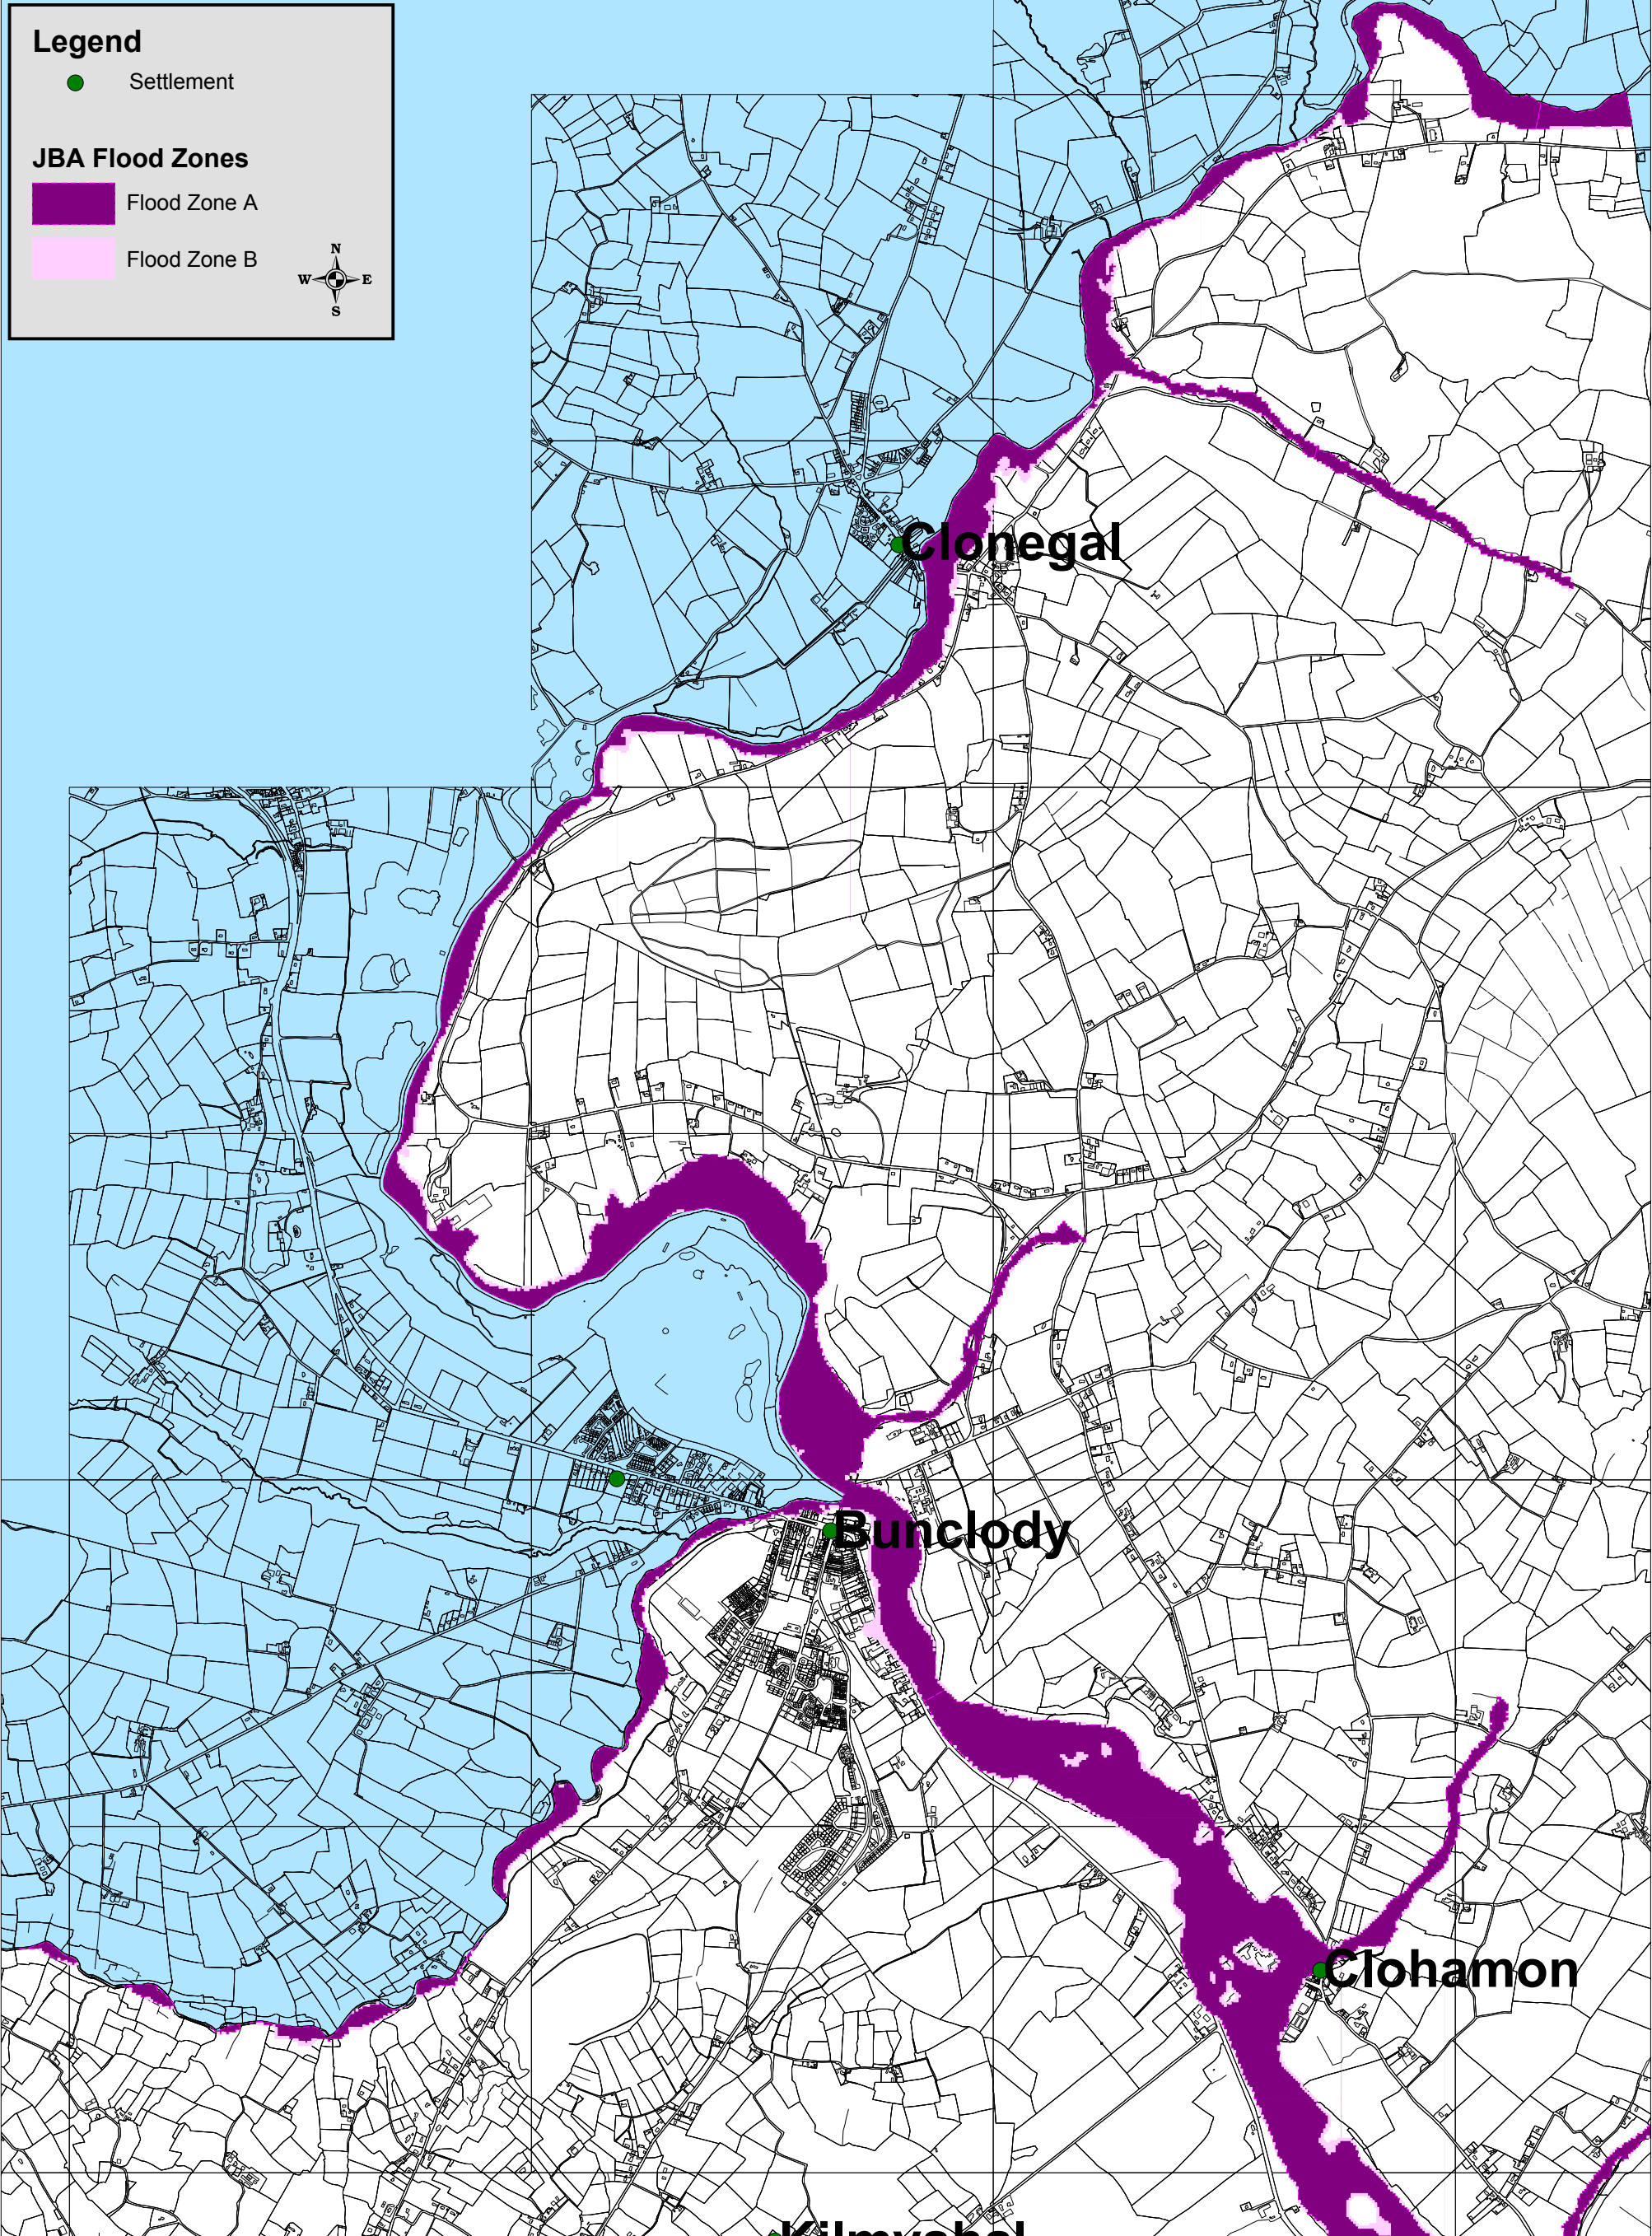 Legend
Settlement
JBA Flood Zones
Flood Zone A
Flood Zone B
N
W E
S
Clonegal
Bunclody
Clohamon